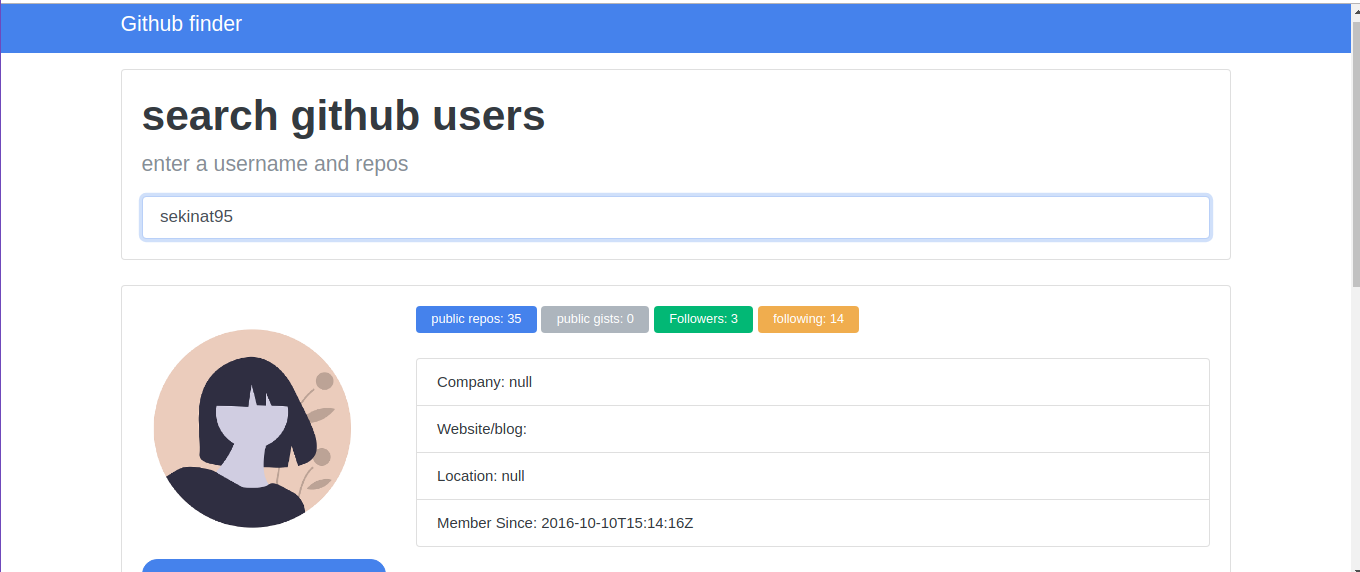 Github finder
search github users
enter a username and repos
sekinat95
public repos: 35 public gists: 0 Followers: 3 following: 14
Company: null
Website/blog:
Location: null
Member Since: 2016-10-10T15:14:16Z